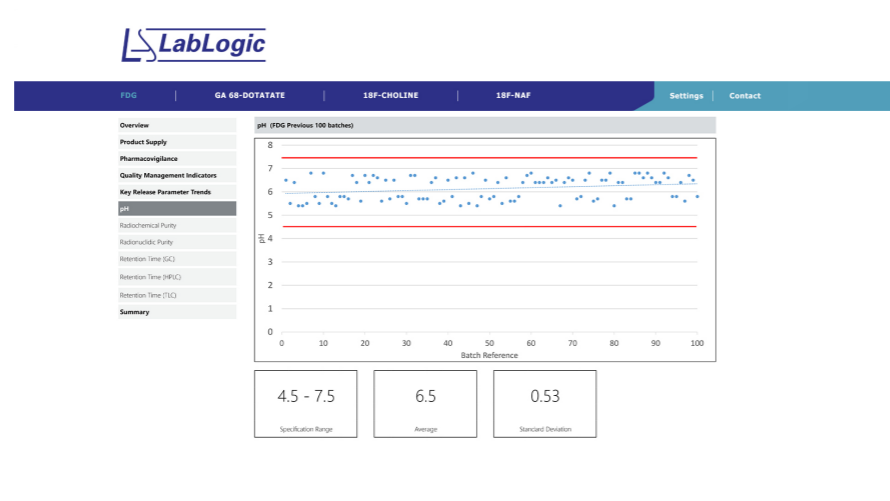 LabLogic
FDG GA 68-DOTATATE 18F-CHOLINE 18F-NAF Settings Contact
Overview
Product Supply
Pharmacovigilance
Quality Management Indicators
Key Release Parameter Trends
pH
Radiochemical Purity
Radionuclidic Purity
Retention Time (GC)
Retention Time (HPLC)
Retention Time (TLC)
Summary
pH (FDG Previous 100 batches)
8
7
6
5
4
3
2
1
0
pH
0 10 20 30 40 50 60 70 80 90 100
Batch Reference
4.5 - 7.5
Specification Range
6.5
Average
0.53
Standard Deviation